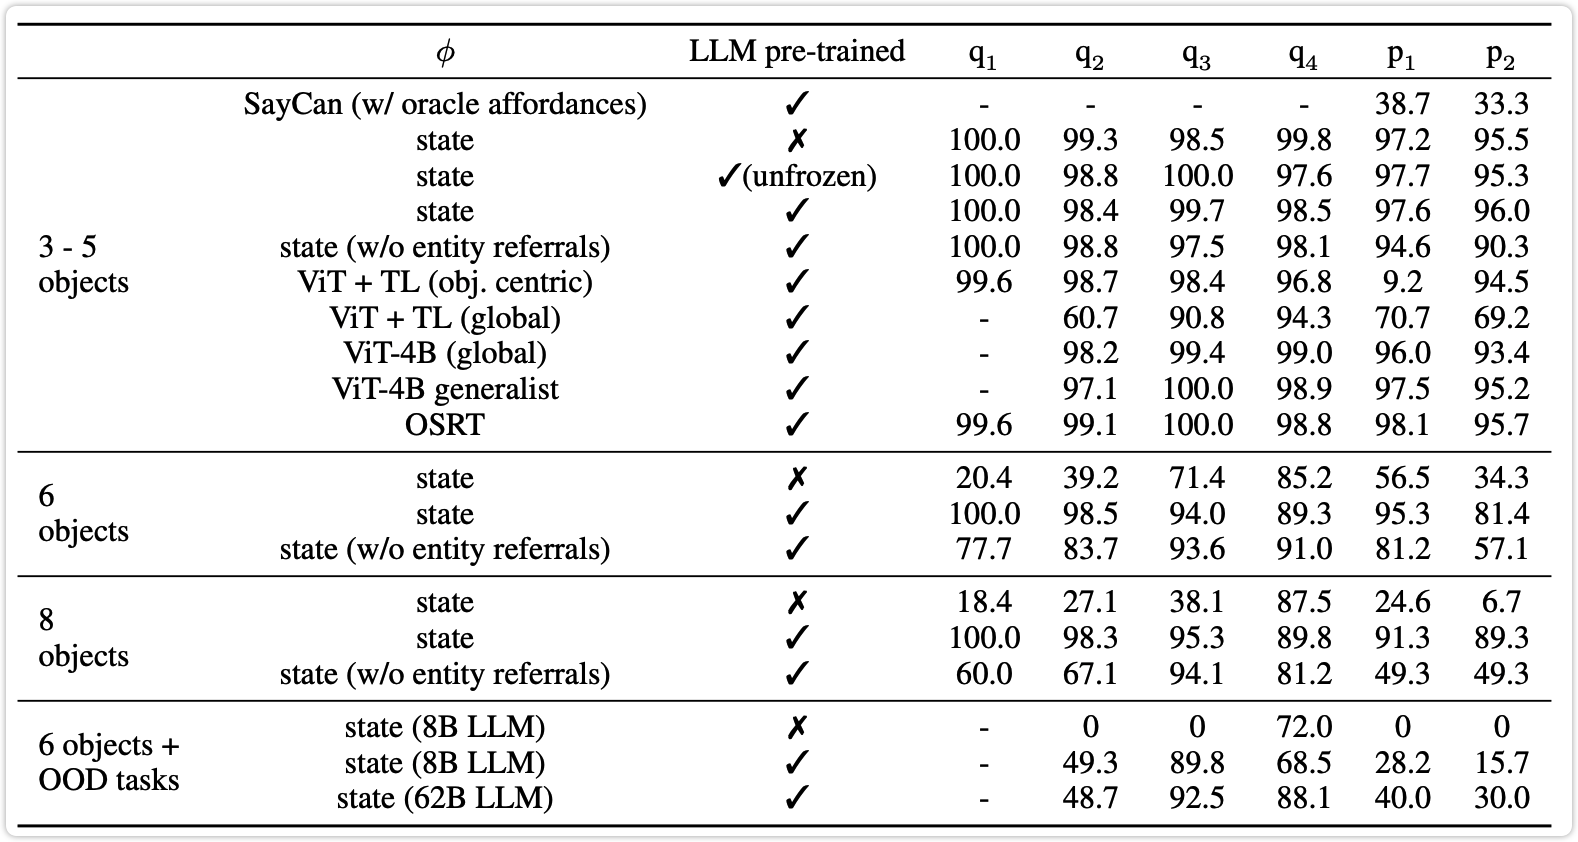 ϕ LLM pre-trained q₁ q₂ q₃ q₄ p₁ p₂
3 - 5 objects
SayCan (w/ oracle affordances) ✓ - - - - 38.7 33.3
state ✗ 100.0 99.3 98.5 99.8 97.2 95.5
state ✓(unfrozen) 100.0 98.8 100.0 97.6 97.7 95.3
state ✓ 100.0 98.4 99.7 98.5 97.6 96.0
state (w/o entity referrals) ✓ 100.0 98.8 97.5 98.1 94.6 90.3
ViT + TL (obj. centric) ✓ 99.6 98.7 98.4 96.8 9.2 94.5
ViT + TL (global) ✓ - 60.7 90.8 94.3 70.7 69.2
ViT-4B (global) ✓ - 98.2 99.4 99.0 96.0 93.4
ViT-4B generalist ✓ - 97.1 100.0 98.9 97.5 95.2
OSRT ✓ 99.6 99.1 100.0 98.8 98.1 95.7
6 objects
state ✗ 20.4 39.2 71.4 85.2 56.5 34.3
state ✓ 100.0 98.5 94.0 89.3 95.3 81.4
state (w/o entity referrals) ✓ 77.7 83.7 93.6 91.0 81.2 57.1
8 objects
state ✗ 18.4 27.1 38.1 87.5 24.6 6.7
state ✓ 100.0 98.3 95.3 89.8 91.3 89.3
state (w/o entity referrals) ✓ 60.0 67.1 94.1 81.2 49.3 49.3
6 objects + OOD tasks
state (8B LLM) ✗ - 0 0 72.0 0 0
state (8B LLM) ✓ - 49.3 89.8 68.5 28.2 15.7
state (62B LLM) ✓ - 48.7 92.5 88.1 40.0 30.0